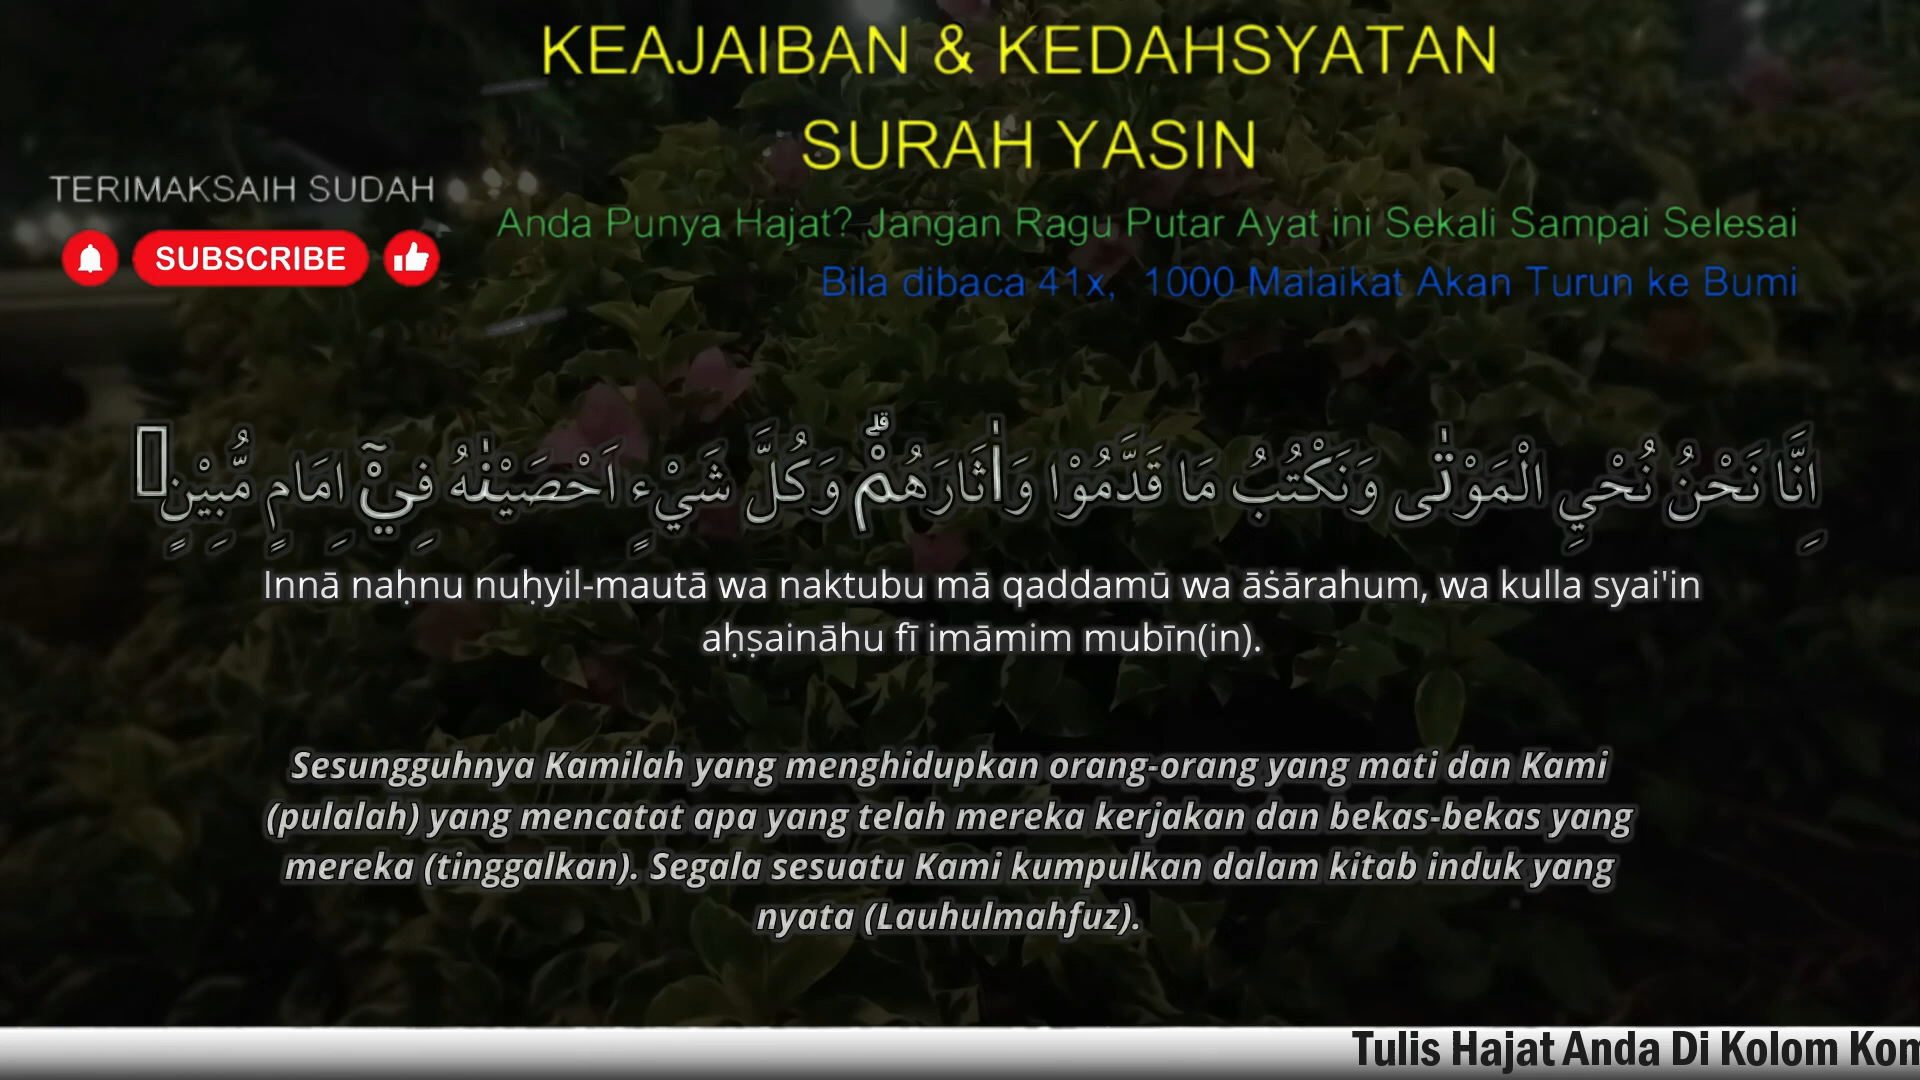 KEAJAIBAN & KEDAHSYATAN
SURAH YASIN
TERIMAKSAIH SUDAH
SUBSCRIBE
Anda Punya Hajat? Jangan Ragu Putar Ayat ini Sekali Sampai Selesai
Bila dibaca 41x, 1000 Malaikat Akan Turun ke Bumi
اِنَّا نَحْنُ نُحْيِ الْمَوْتٰى وَنَكْتُبُ مَا قَدَّمُوْا وَاٰثَارَهُمْۗ وَكُلَّ شَيْءٍ اَحْصَيْنٰهُ فِيْٓ اِمَامٍ مُّبِيْنٍ
Innā naḥnu nuḥyil-mautā wa naktubu mā qaddamū wa āṡārahum, wa kulla syai'in
aḥṣaināhu fī imāmim mubīn(in).
Sesungguhnya Kamilah yang menghidupkan orang-orang yang mati dan Kami
(pulalah) yang mencatat apa yang telah mereka kerjakan dan bekas-bekas yang
mereka (tinggalkan). Segala sesuatu Kami kumpulkan dalam kitab induk yang
nyata (Lauhulmahfuz).
Tulis Hajat Anda Di Kolom Kom